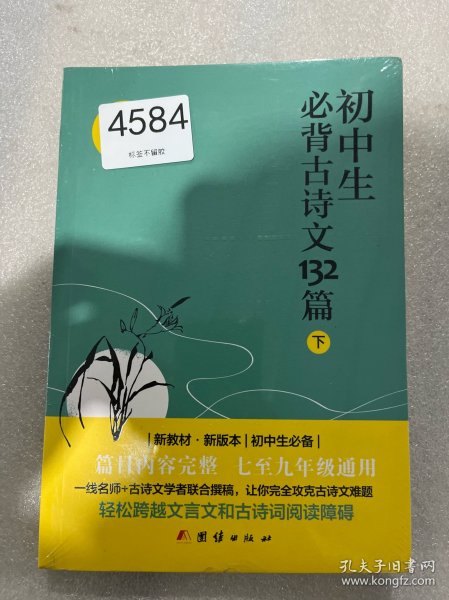 4584
标签不留胶
初中生
必背古诗文132篇
下
|新教材·新版本|初中生必备|
篇目内容完整 七至九年级通用
一线名师+古诗文学者联合撰稿，让你完全攻克古诗文难题
轻松跨越文言文和古诗词阅读障碍
团结出版社
孔夫子旧书网
www.kongfz.com